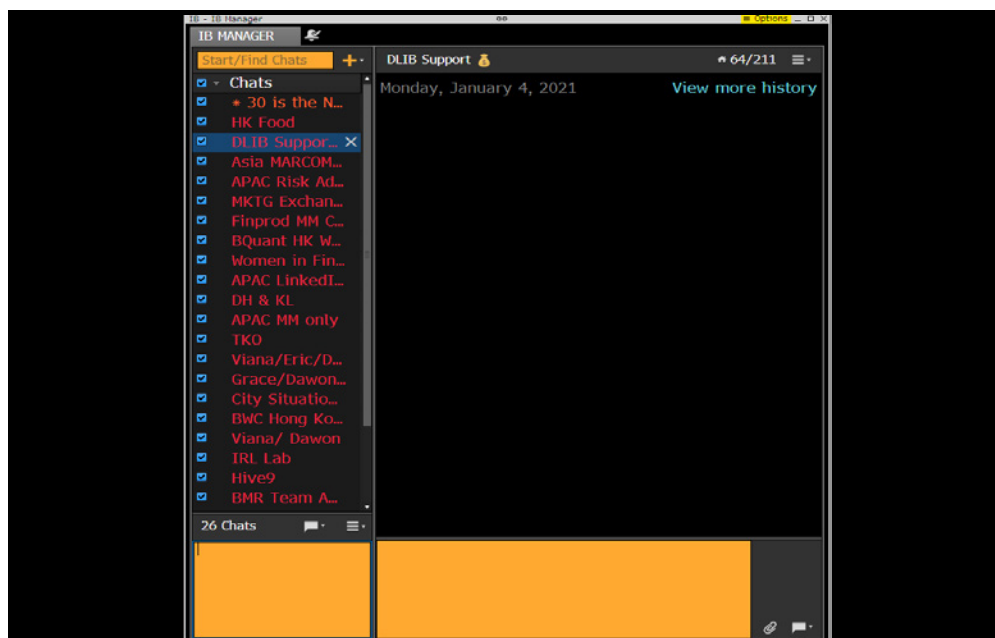 IB - IB Manager
Options
IB MANAGER
Start/Find Chats
DLIB Support
64/211
Chats
Monday, January 4, 2021
View more history
* 30 is the N...
HK Food
DLIB Suppor...
Asia MARCOM...
APAC Risk Ad...
MKTG Exchan...
Finprod MM C...
BQuant HK W...
Women in Fin...
APAC LinkedI...
DH & KL
APAC MM only
TKO
Viana/Eric/D...
Grace/Dawon...
City Situatio...
BWC Hong Ko...
Viana/ Dawon
IRL Lab
Hive9
BMR Team A...
26 Chats